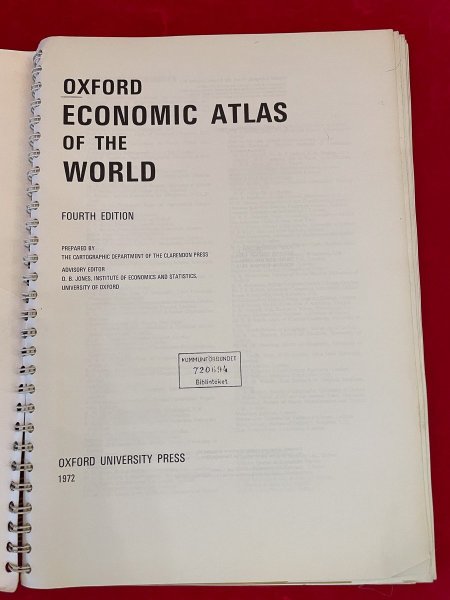 OXFORD
ECONOMIC ATLAS
OF THE
WORLD
FOURTH EDITION
PREPARED BY
THE CARTOGRAPHIC DEPARTMENT OF THE CLARENDON PRESS
ADVISORY EDITOR
D. B. JONES, INSTITUTE OF ECONOMICS AND STATISTICS,
UNIVERSITY OF OXFORD
KOMMUNFÖRBUNDET
720694
Biblioteket
OXFORD UNIVERSITY PRESS
1972